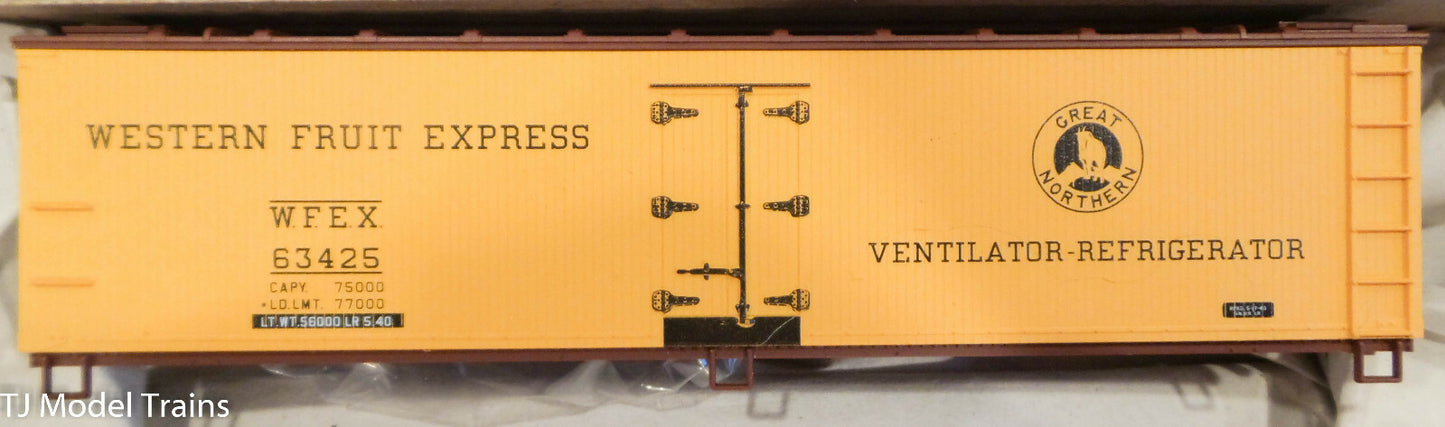 WESTERN FRUIT EXPRESS
W.F.E.X.
63425
CAPY. 75000
•LD.LMT. 77000
LT.WT.56000 LR 5 40
GREAT
NORTHERN
VENTILATOR-REFRIGERATOR
TJ Model Trains